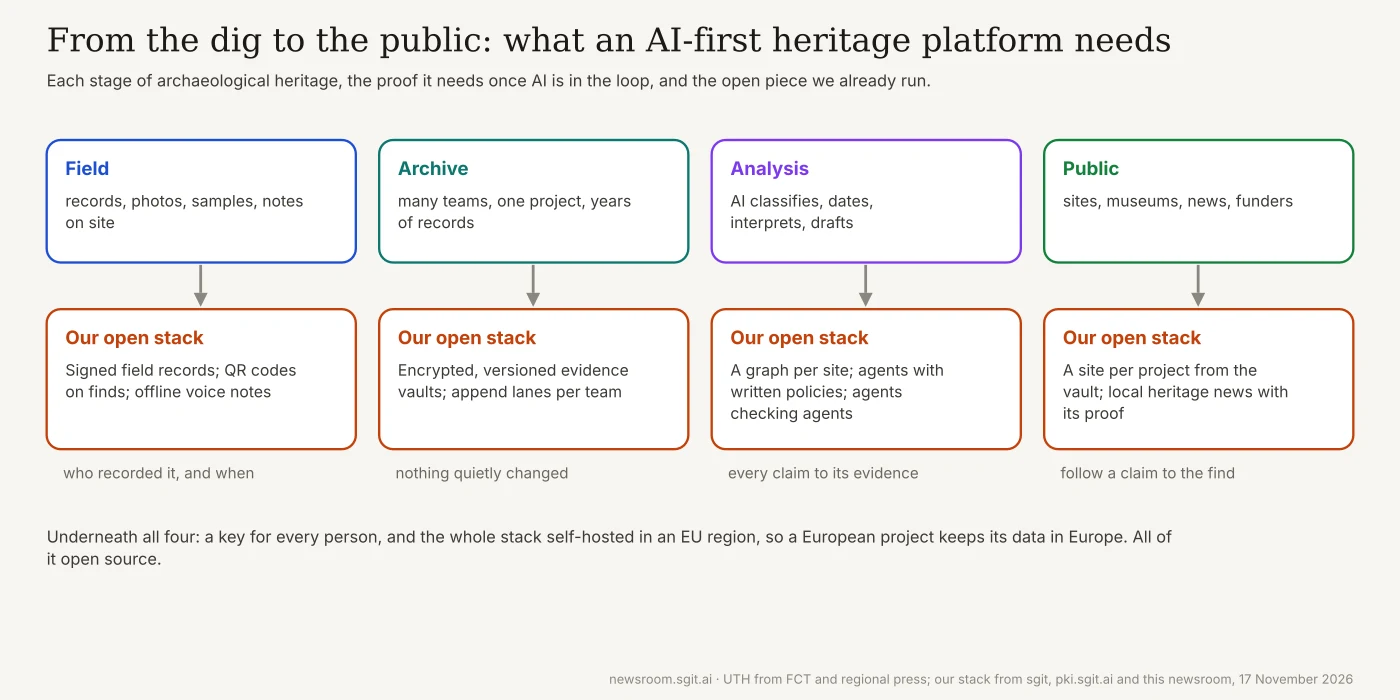 From the dig to the public: what an AI-first heritage platform needs
Each stage of archaeological heritage, the proof it needs once AI is in the loop, and the open piece we already run.
Field
records, photos, samples, notes
on site
Archive
many teams, one project, years
of records
Analysis
AI classifies, dates,
interprets, drafts
Public
sites, museums, news, funders
Our open stack
Signed field records; QR codes
on finds; offline voice notes
Our open stack
Encrypted, versioned evidence
vaults; append lanes per team
Our open stack
A graph per site; agents with
written policies; agents
checking agents
Our open stack
A site per project from the
vault; local heritage news with
its proof
who recorded it, and when
nothing quietly changed
every claim to its evidence
follow a claim to the find
Underneath all four: a key for every person, and the whole stack self-hosted in an EU region, so a European project keeps its data in Europe. All of
it open source.
newsroom.sgit.ai · UTH from FCT and regional press; our stack from sgit, pki.sgit.ai and this newsroom, 17 November 2026